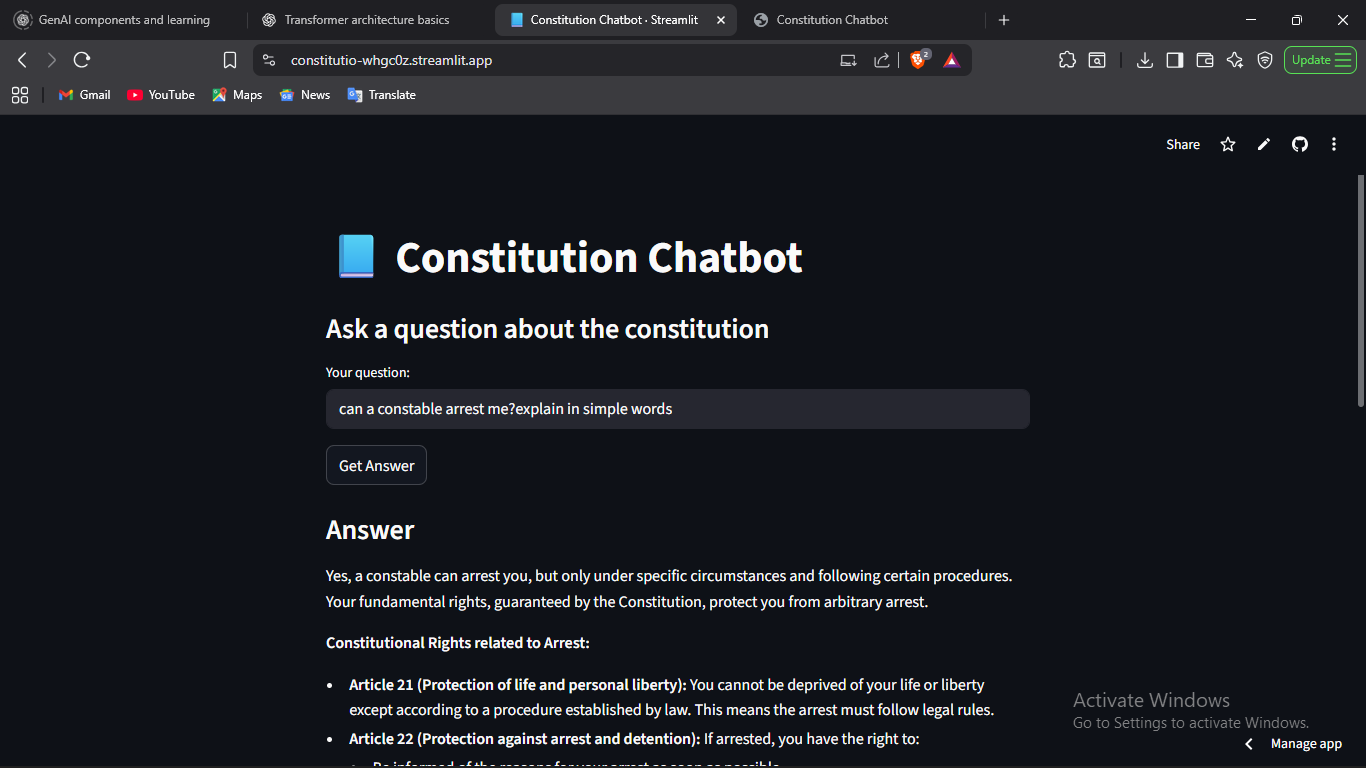 GenAI components and learning
Transformer architecture basics
Constitution Chatbot · Streamlit
Constitution Chatbot
constitutio-whgc0z.streamlit.app
2
Update
Gmail
YouTube
Maps
News
Translate
Share
Constitution Chatbot
Ask a question about the constitution
Your question:
can a constable arrest me?explain in simple words
Get Answer
Answer
Yes, a constable can arrest you, but only under specific circumstances and following certain procedures.
Your fundamental rights, guaranteed by the Constitution, protect you from arbitrary arrest.
Constitutional Rights related to Arrest:
• Article 21 (Protection of life and personal liberty): You cannot be deprived of your life or liberty
except according to a procedure established by law. This means the arrest must follow legal rules.
• Article 22 (Protection against arrest and detention): If arrested, you have the right to:
Activate Windows
Go to Settings to activate Windows.
Manage app